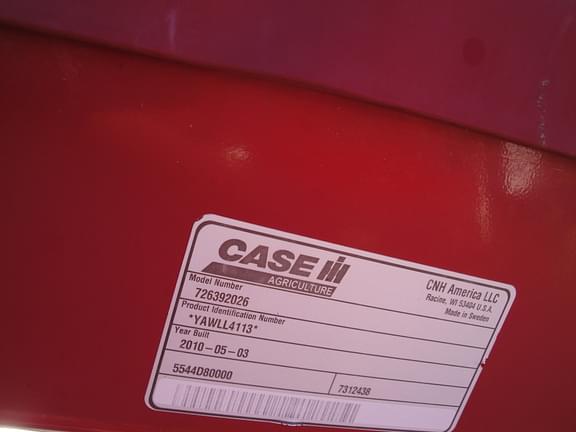 CASE IH
AGRICULTURE
CNH America LLC
Racine, WI 53404 U.S.A.
Made in Sweden
Model Number
726392026
Product Identification Number
*YAWLL4113*
Year Built
2010-05-03
5544D80000
7312438